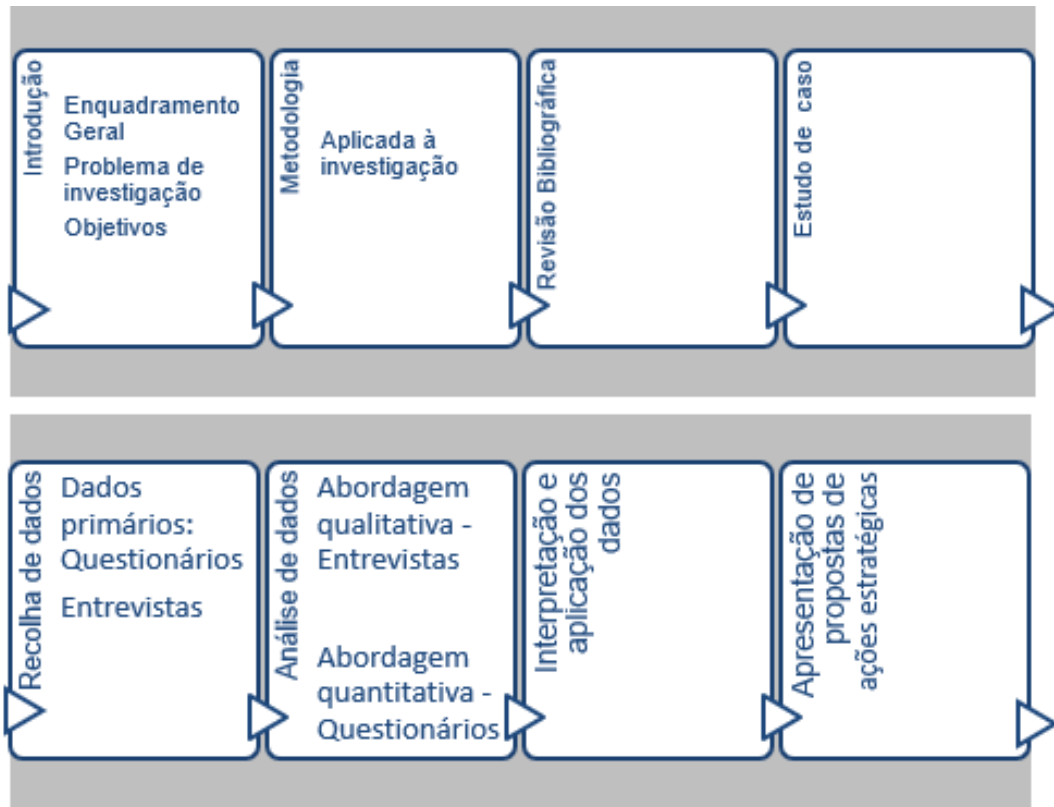 Introdução
Enquadramento
Geral
Problema de
investigação
Objetivos
Metodologia
Aplicada à
investigação
Revisão Bibliográfica
Estudo de caso
Recolha de dados
Dados
primários:
Questionários
Entrevistas
Análise de dados
Abordagem
qualitativa -
Entrevistas
Abordagem
quantitativa -
Questionários
Interpretação e
aplicação dos
dados
Apresentação de
propostas de
ações estratégicas